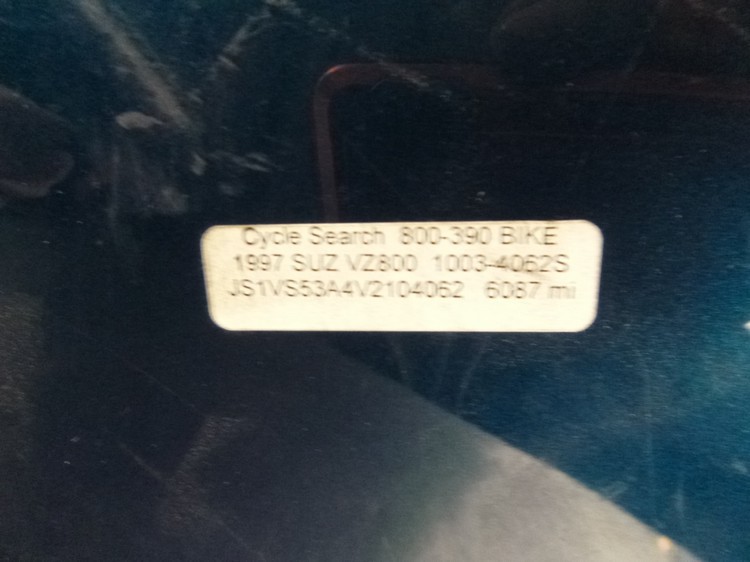 Cycle Search 800-390 BIKE
1997 SUZ VZ800 1003-4062S
JS1VS53A4V2104062 6087 mi